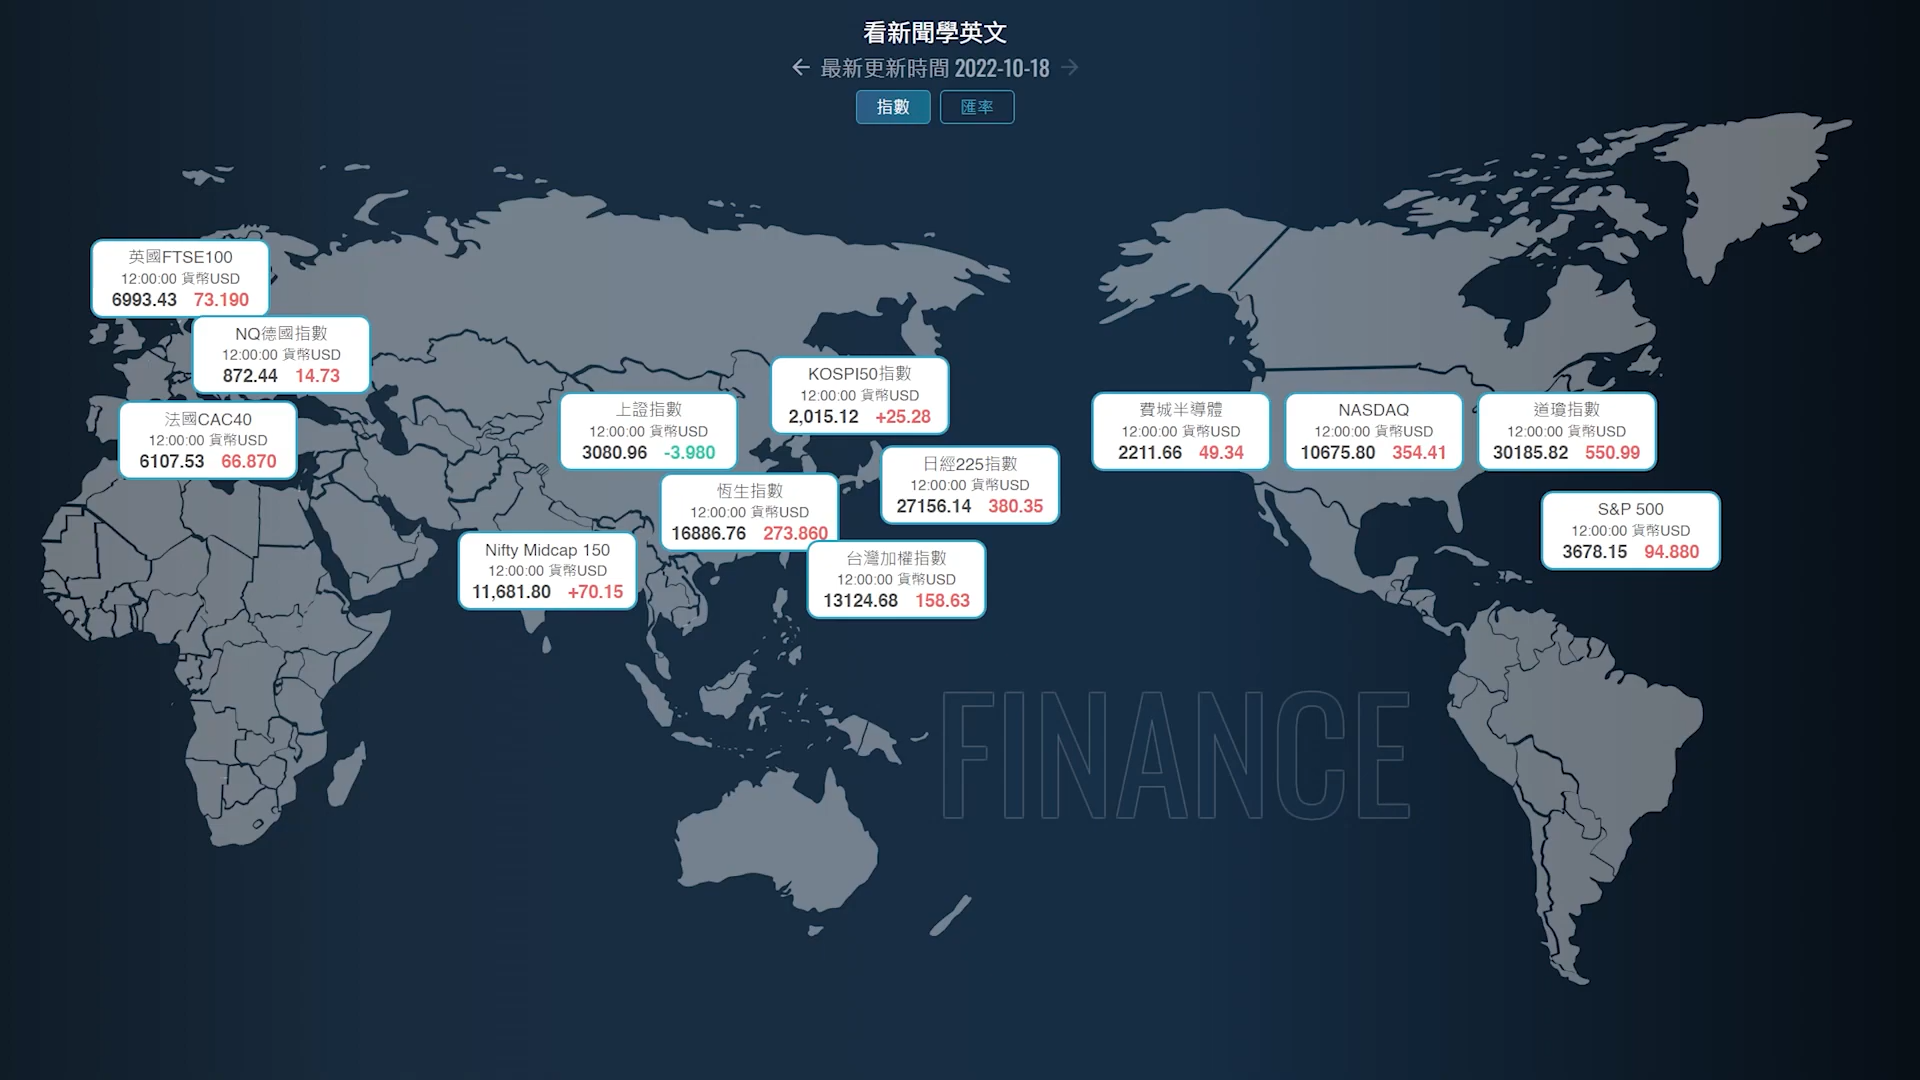 看新聞學英文
← 最新更新時間 2022-10-18 →
指數 匯率
英國FTSE100
12:00:00 貨幣USD
6993.43 73.190
NQ德國指數
12:00:00 貨幣USD
872.44 14.73
法國CAC40
12:00:00 貨幣USD
6107.53 66.870
KOSPI50指數
12:00:00 貨幣USD
2,015.12 +25.28
上證指數
12:00:00 貨幣USD
3080.96 -3.980
日經225指數
12:00:00 貨幣USD
27156.14 380.35
恆生指數
12:00:00 貨幣USD
16886.76 273.860
Nifty Midcap 150
12:00:00 貨幣USD
11,681.80 +70.15
台灣加權指數
12:00:00 貨幣USD
13124.68 158.63
費城半導體
12:00:00 貨幣USD
2211.66 49.34
NASDAQ
12:00:00 貨幣USD
10675.80 354.41
道瓊指數
12:00:00 貨幣USD
30185.82 550.99
S&P 500
12:00:00 貨幣USD
3678.15 94.880
FINANCE